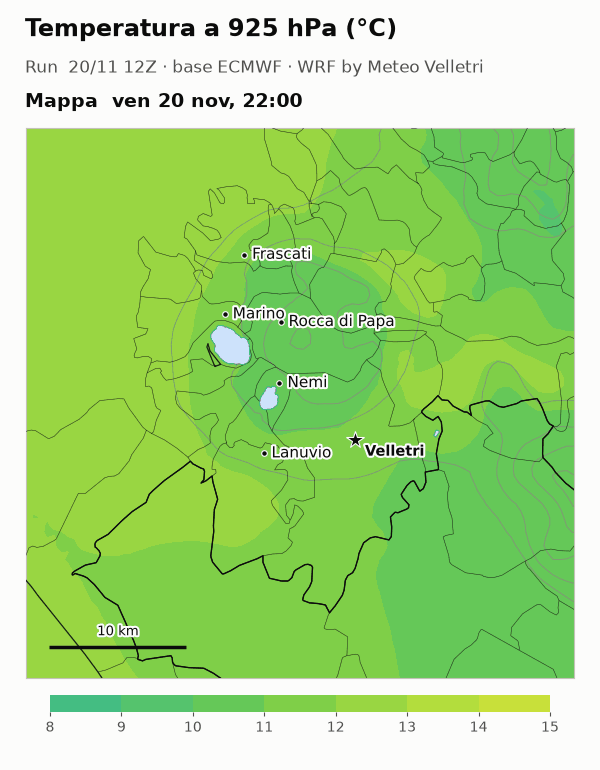 Temperatura a 925 hPa (°C)
Run  20/11 12Z · base ECMWF · WRF by Meteo Velletri
Mappa  ven 20 nov, 22:00
Frascati
Marino
Rocca di Papa
Nemi
Velletri
Lanuvio
10 km
8 9 10 11 12 13 14 15